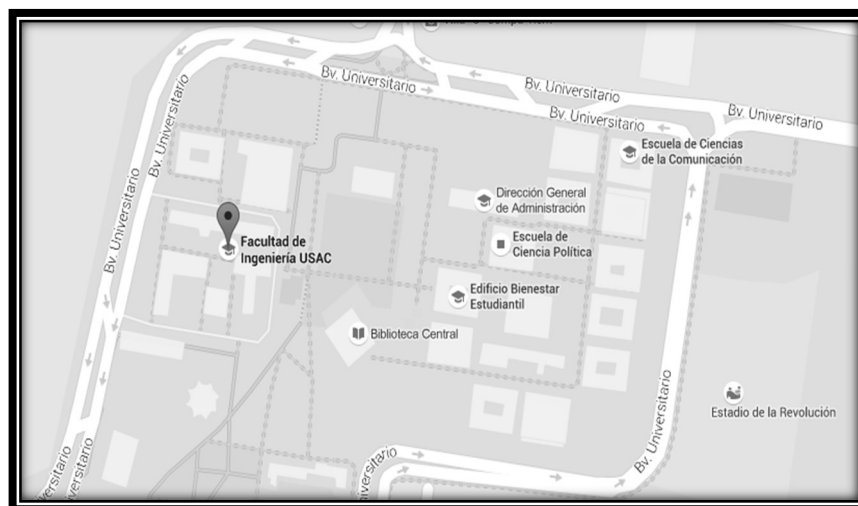 Bv. Universitario
Bv. Universitario
Bv. Universitario
Bv. Universitario
Bv. Universitario
Bv. Universitario
Escuela de Ciencias
de la Comunicación
Dirección General
de Administración
Facultad de
Ingeniería USAC
Escuela de
Ciencia Política
Edificio Bienestar
Estudiantil
Biblioteca Central
Estadio de la Revolución
Bv. Universitario